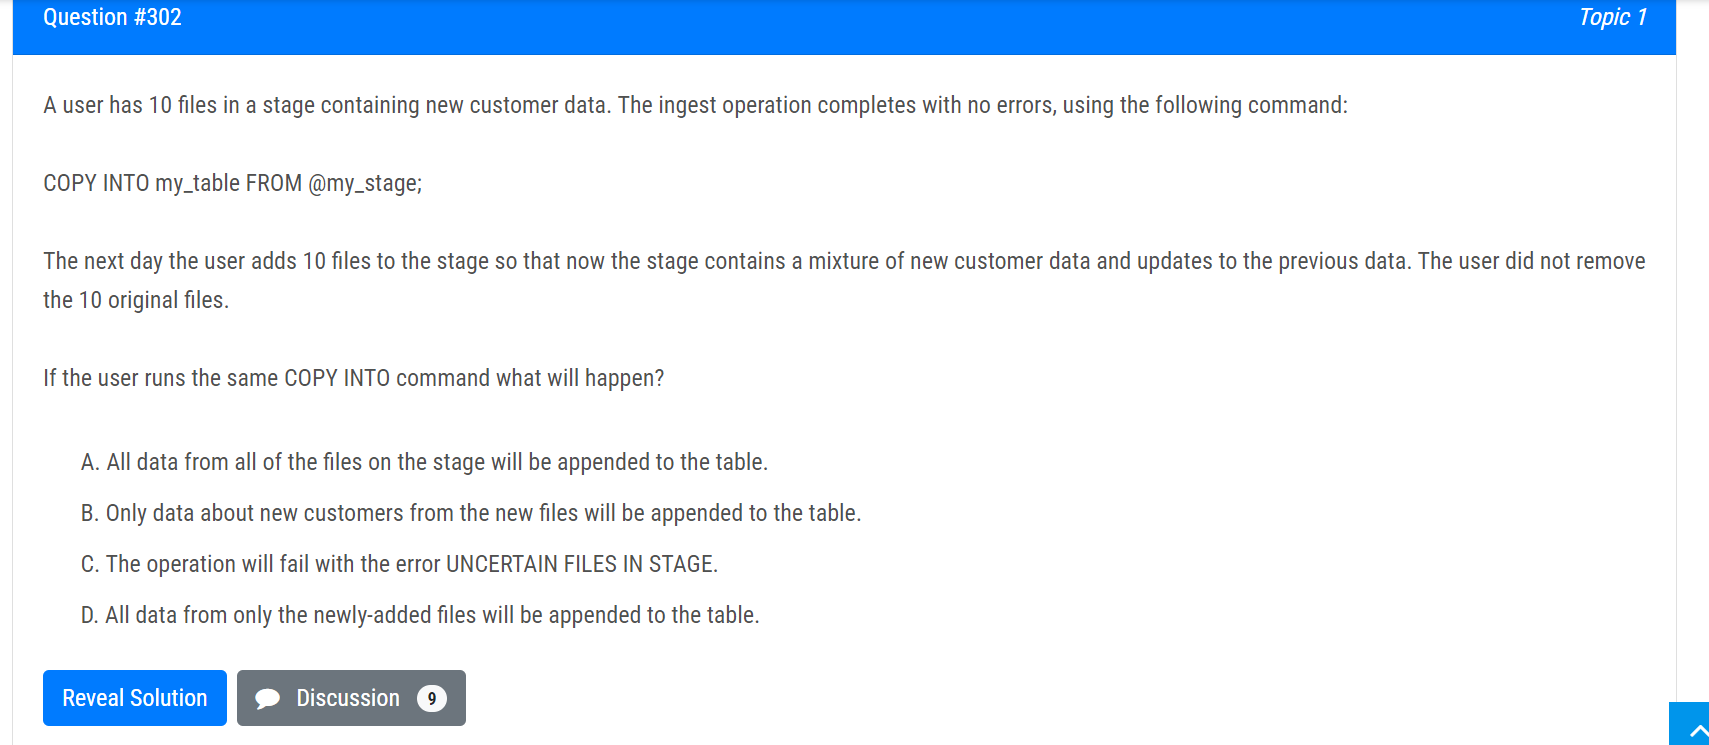 Question #302
Topic 1
A user has 10 files in a stage containing new customer data. The ingest operation completes with no errors, using the following command:
COPY INTO my_table FROM @my_stage;
The next day the user adds 10 files to the stage so that now the stage contains a mixture of new customer data and updates to the previous data. The user did not remove
the 10 original files.
If the user runs the same COPY INTO command what will happen?
A. All data from all of the files on the stage will be appended to the table.
B. Only data about new customers from the new files will be appended to the table.
C. The operation will fail with the error UNCERTAIN FILES IN STAGE.
D. All data from only the newly-added files will be appended to the table.
Reveal Solution
Discussion 9